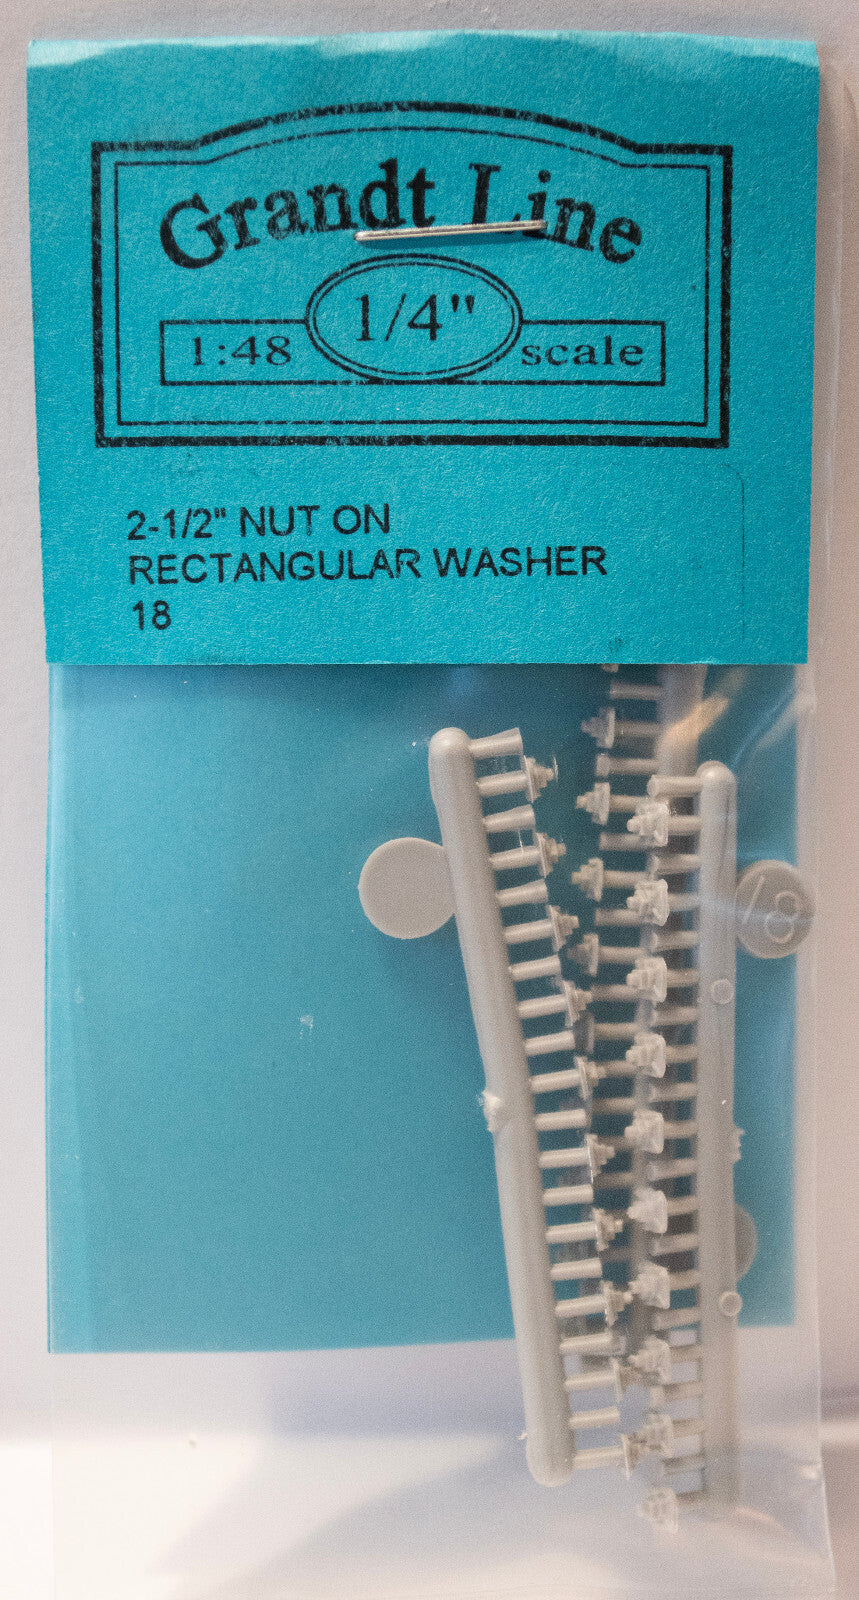 Grandt Line
1:48 1/4" scale
2-1/2" NUT ON
RECTANGULAR WASHER
18
18